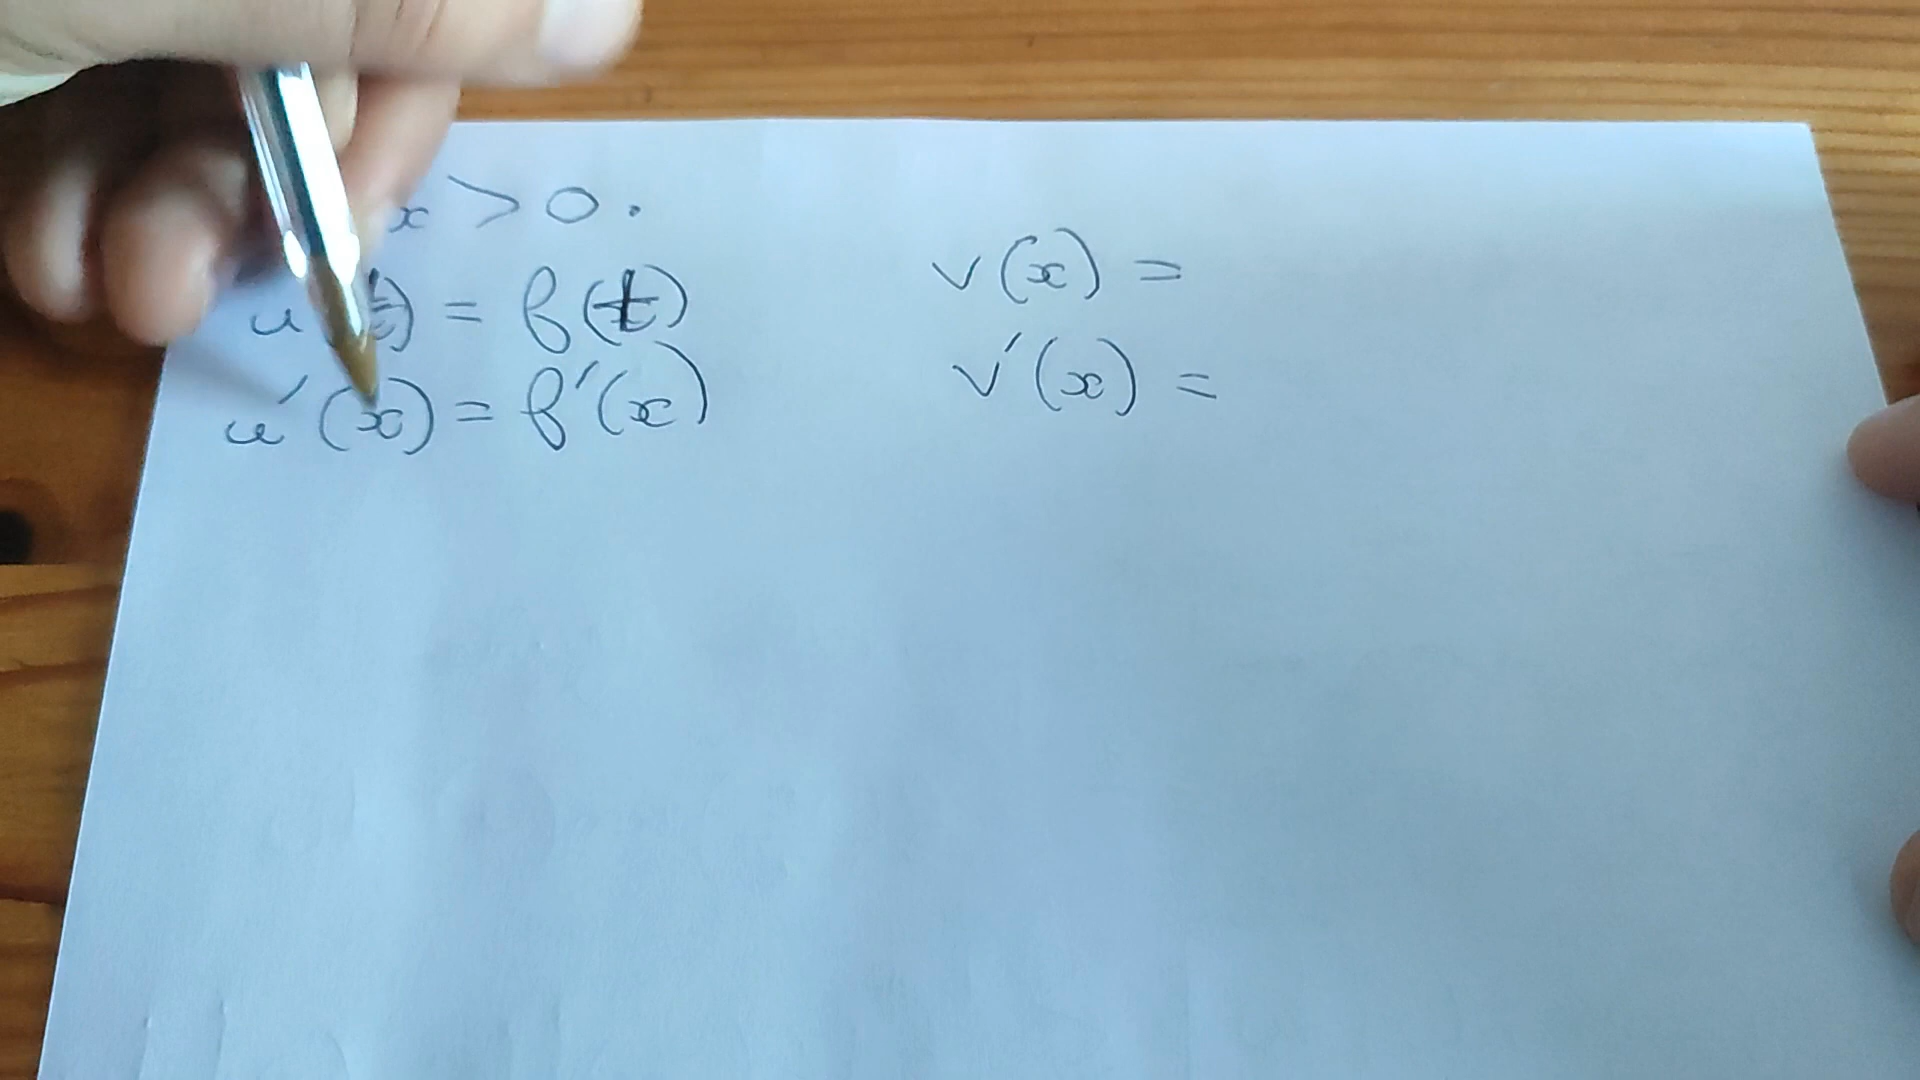 x > 0.
u(t) = f(t)
u'(x) = f'(x)
v(x) =
v'(x) =